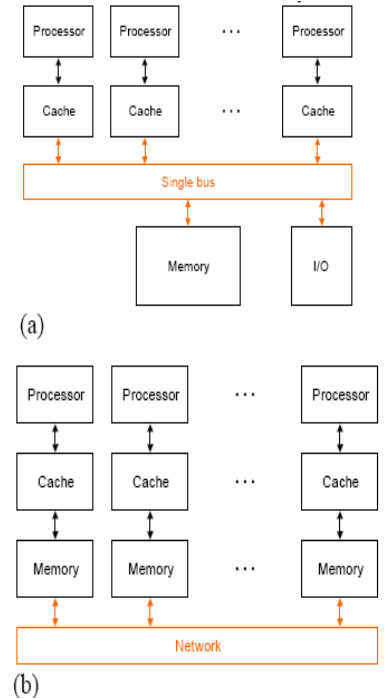 Processor Processor ... Processor
Cache Cache ... Cache
Single bus
Memory I/O
(a)
Processor Processor ... Processor
Cache Cache ... Cache
Memory Memory ... Memory
Network
(b)